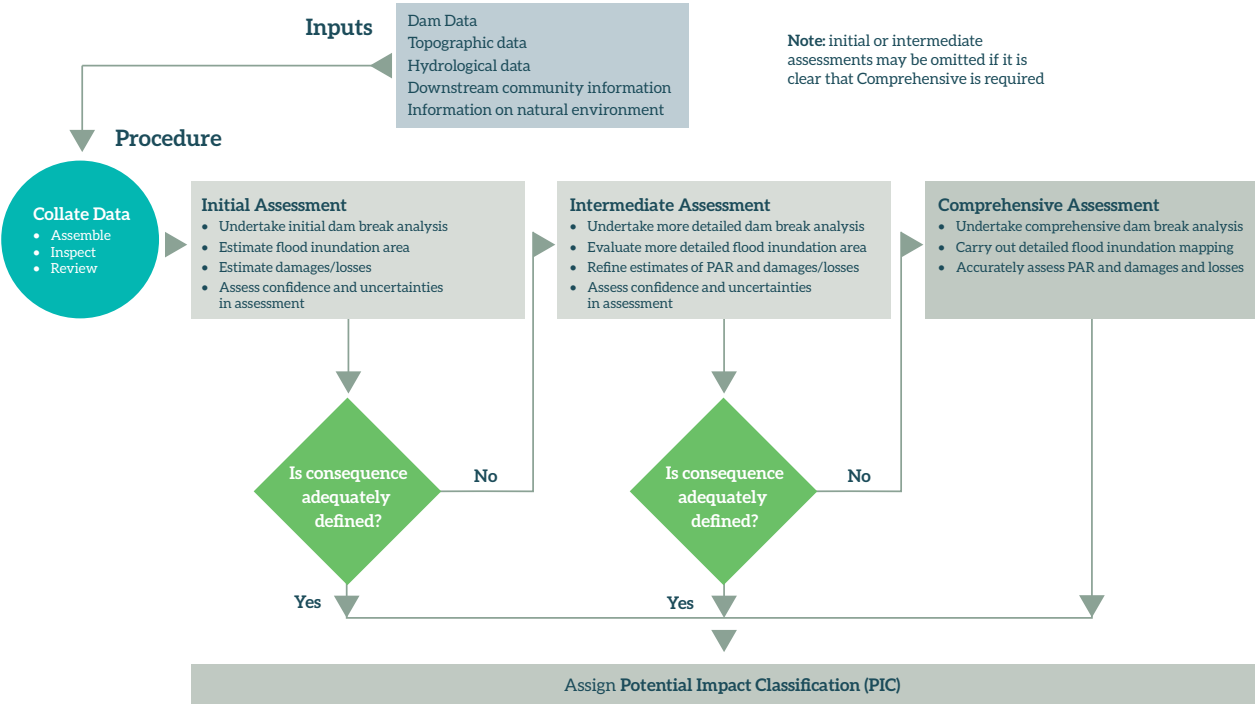 Inputs
Dam Data
Topographic data
Hydrological data
Downstream community information
Information on natural environment
Note: initial or intermediate
assessments may be omitted if it is
clear that Comprehensive is required
Procedure
Collate Data
• Assemble
• Inspect
• Review
Initial Assessment
• Undertake initial dam break analysis
• Estimate flood inundation area
• Estimate damages/losses
• Assess confidence and uncertainties
in assessment
Intermediate Assessment
• Undertake more detailed dam break analysis
• Evaluate more detailed flood inundation area
• Refine estimates of PAR and damages/losses
• Assess confidence and uncertainties
in assessment
Comprehensive Assessment
• Undertake comprehensive dam break analysis
• Carry out detailed flood inundation mapping
• Accurately assess PAR and damages and losses
Is consequence
adequately
defined?
No
Yes
Is consequence
adequately
defined?
No
Yes
Assign Potential Impact Classification (PIC)